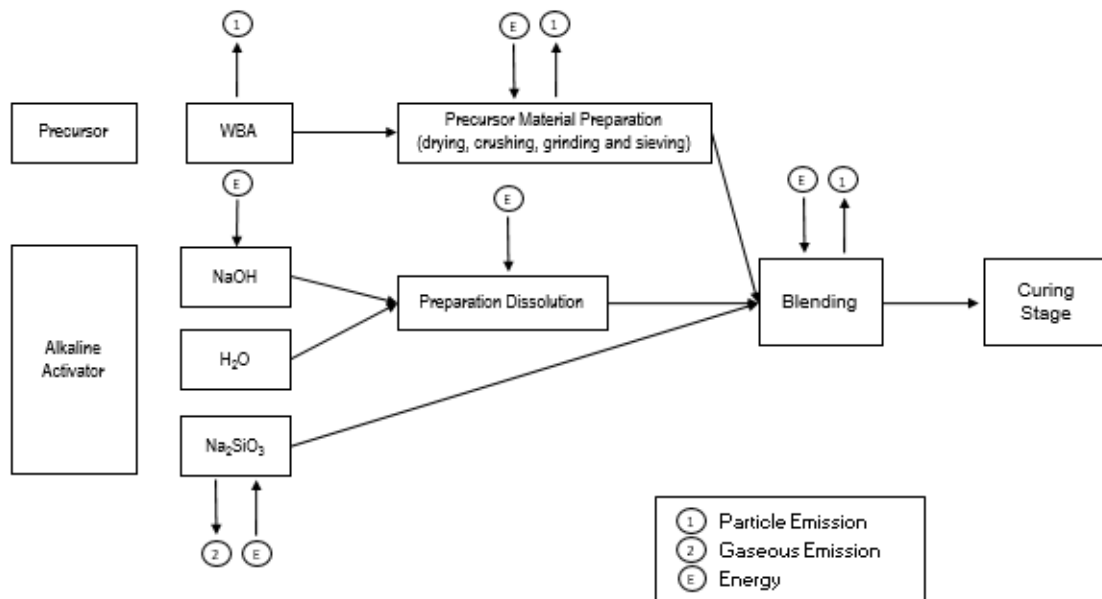 1
E
1
Precursor
WBA
Precursor Material Preparation
(drying, crushing, grinding and sieving)
E
E
E
1
NaOH
Preparation Dissolution
Blending
Curing
Stage
Alkaline
Activator
H₂O
Na₂SiO₃
2
E
1 Particle Emission
2 Gaseous Emission
E Energy